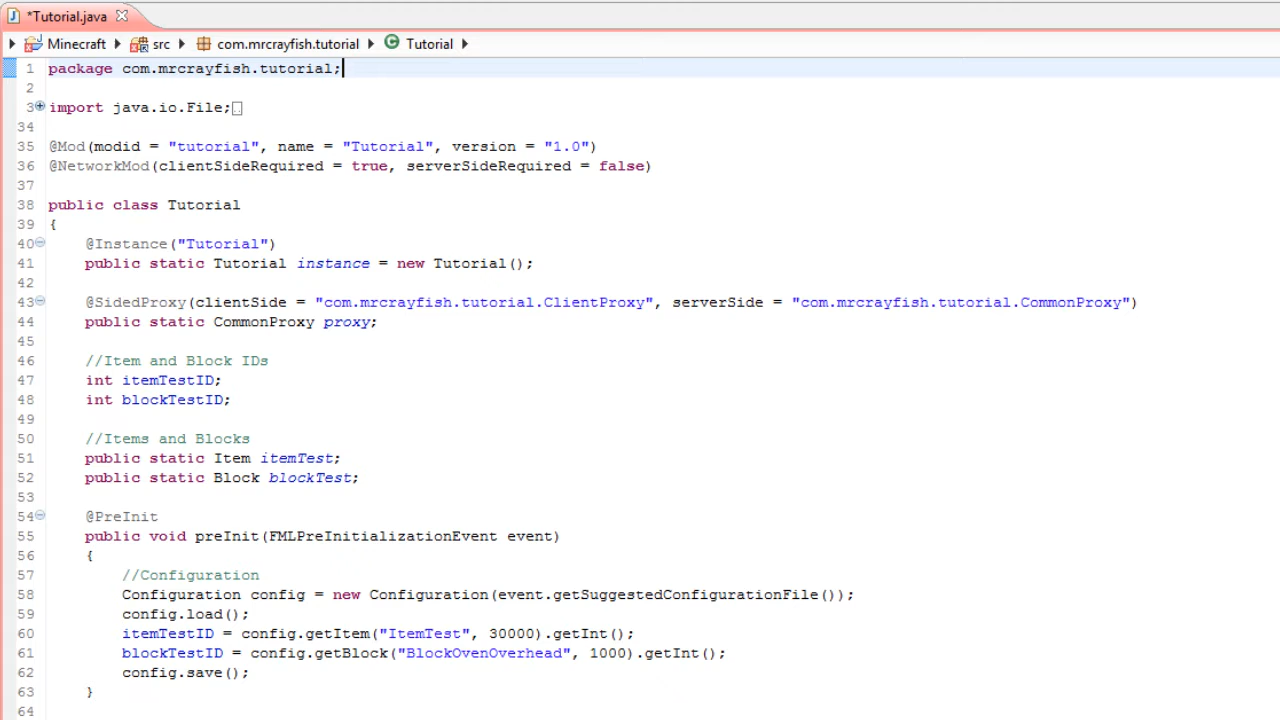 *Tutorial.java
Minecraft src com.mrcrayfish.tutorial Tutorial
1 package com.mrcrayfish.tutorial;
2
3 import java.io.File;
34
35 @Mod(modid = "tutorial", name = "Tutorial", version = "1.0")
36 @NetworkMod(clientSideRequired = true, serverSideRequired = false)
37
38 public class Tutorial
39 {
40 @Instance("Tutorial")
41 public static Tutorial instance = new Tutorial();
42
43 @SidedProxy(clientSide = "com.mrcrayfish.tutorial.ClientProxy", serverSide = "com.mrcrayfish.tutorial.CommonProxy")
44 public static CommonProxy proxy;
45
46 //Item and Block IDs
47 int itemTestID;
48 int blockTestID;
49
50 //Items and Blocks
51 public static Item itemTest;
52 public static Block blockTest;
53
54 @PreInit
55 public void preInit(FMLPreInitializationEvent event)
56 {
57 //Configuration
58 Configuration config = new Configuration(event.getSuggestedConfigurationFile());
59 config.load();
60 itemTestID = config.getItem("ItemTest", 30000).getInt();
61 blockTestID = config.getBlock("BlockOvenOverhead", 1000).getInt();
62 config.save();
63 }
64